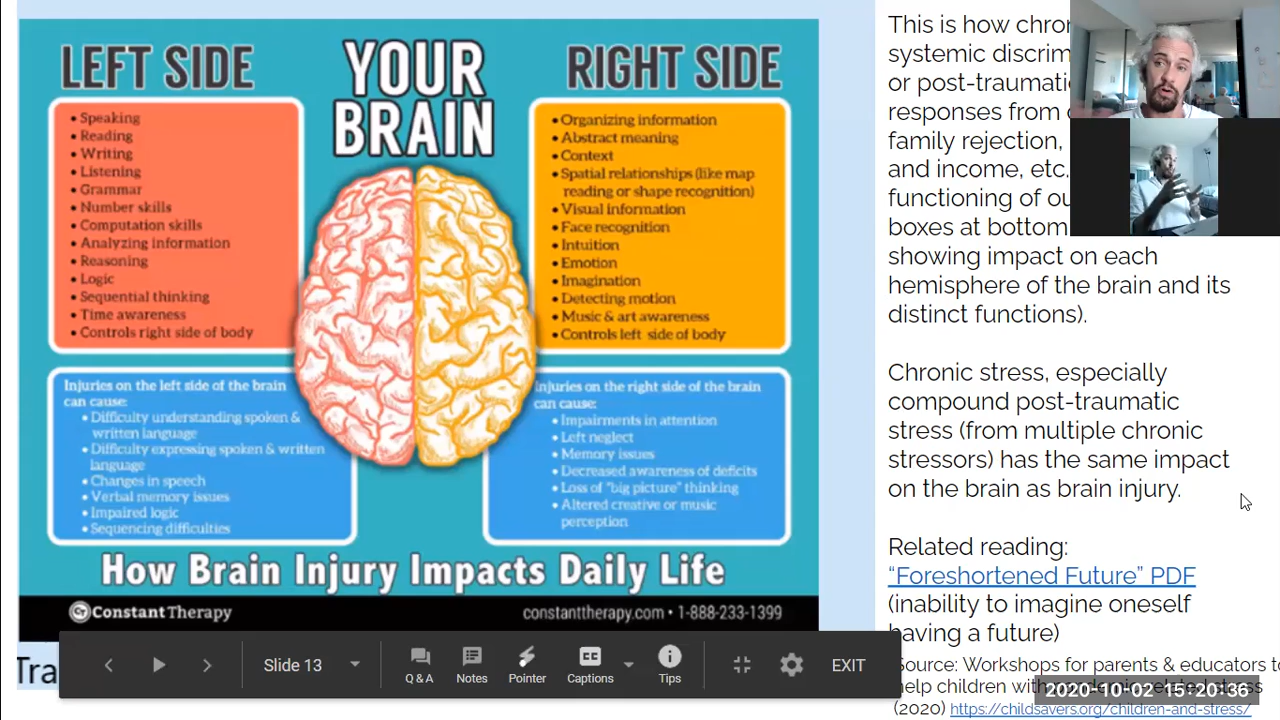 LEFT SIDE
• Speaking
• Reading
• Writing
• Listening
• Grammar
• Number skills
• Computation skills
• Analyzing information
• Reasoning
• Logic
• Sequential thinking
• Time awareness
• Controls right side of body
Injuries on the left side of the brain
can cause:
• Difficulty understanding spoken &
written language
• Difficulty expressing spoken & written
language
• Changes in speech
• Verbal memory issues
• Impaired logic
• Sequencing difficulties
YOUR
BRAIN
RIGHT SIDE
• Organizing information
• Abstract meaning
• Context
• Spatial relationships (like map
reading or shape recognition)
• Visual information
• Face recognition
• Intuition
• Emotion
• Imagination
• Detecting motion
• Music & art awareness
• Controls left side of body
Injuries on the right side of the brain
can cause:
• Impairments in attention
• Left neglect
• Memory issues
• Decreased awareness of deficits
• Loss of "big picture" thinking
• Altered creative or music
perception
How Brain Injury Impacts Daily Life
Constant Therapy
constanttherapy.com • 1-888-233-1399
This is how
systemic
or
responses from
family rejection,
and income, etc.
functioning of
boxes at bottom
showing impact on each
hemisphere of the brain and its
distinct functions).
Chronic stress, especially
compound post-traumatic
stress (from multiple chronic
stressors) has the same impact
on the brain as brain injury.
Related reading:
“Foreshortened Future” PDF
(inability to imagine oneself
having a future)
Source: Workshops for parents & educators to
help children with
(2020) https://childsavers.org/children-and-stress/
2020-10-02 15:20:36
Slide 13
Q & A
Notes
Pointer
Captions
Tips
EXIT